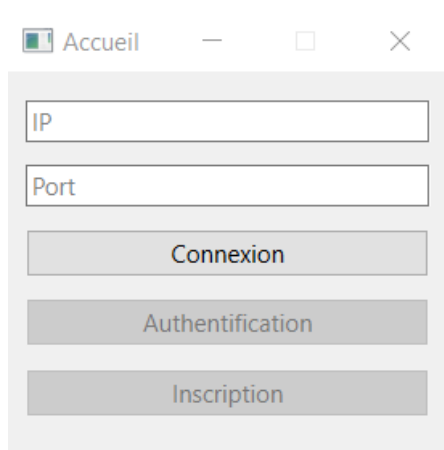 Accueil
IP
Port
Connexion
Authentification
Inscription